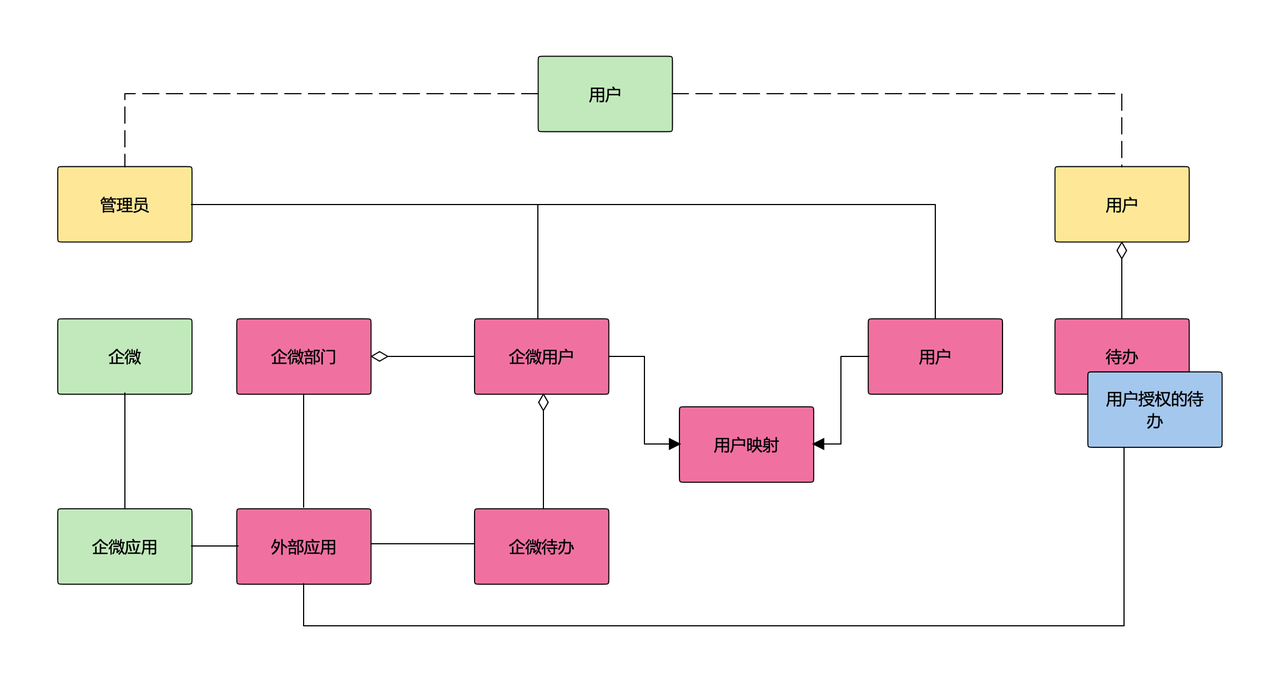 用户
管理员
用户
企微
企微部门
企微用户
用户
待办
用户授权的待
办
用户映射
企微应用
外部应用
企微待办